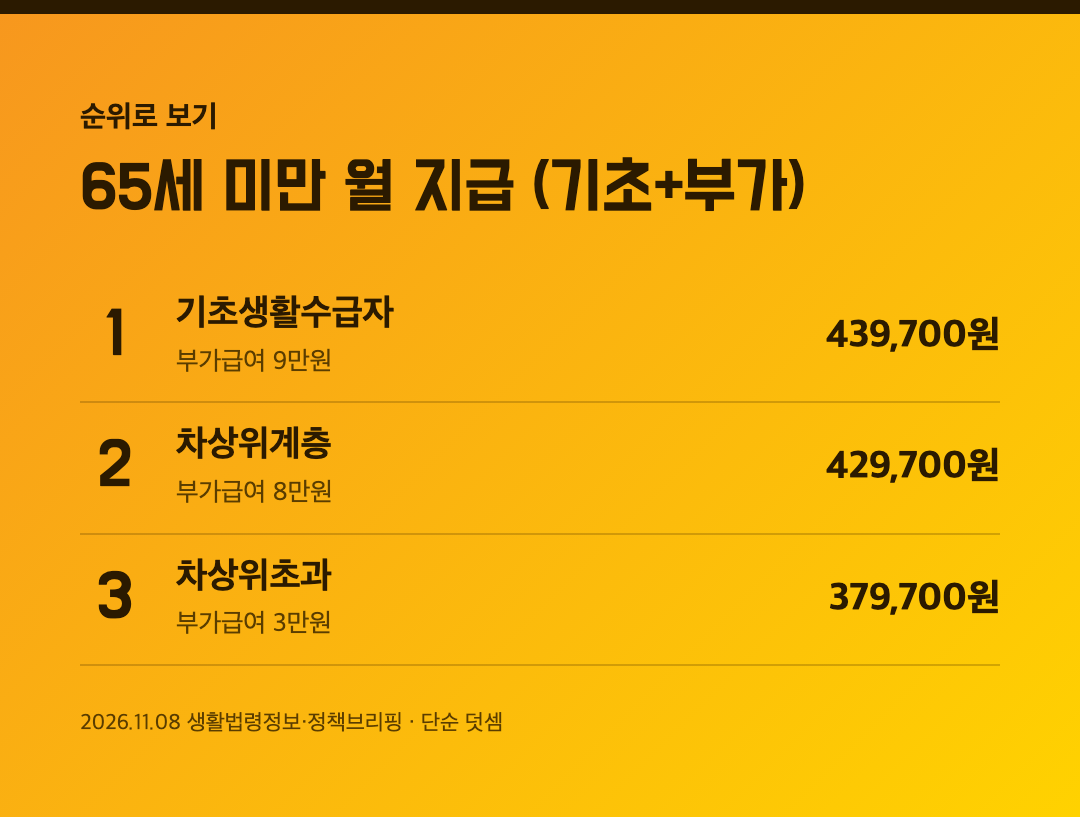 순위로 보기
65세 미만 월 지급 (기초+부가)
1
기초생활수급자
부가급여 9만원
439,700원
2
차상위계층
부가급여 8만원
429,700원
3
차상위초과
부가급여 3만원
379,700원
2026.11.08 생활법령정보·정책브리핑 · 단순 덧셈